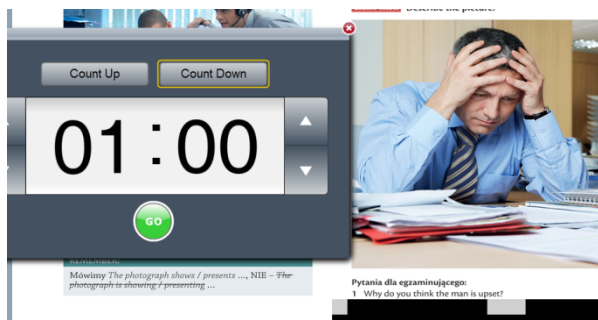 Describe the picture.
Count Up
Count Down
01:00
GO
REMEMBER!
Mówimy The photograph shows / presents ..., NIE – The
photograph is showing / presenting ...
Pytania dla egzaminującego:
1 Why do you think the man is upset?